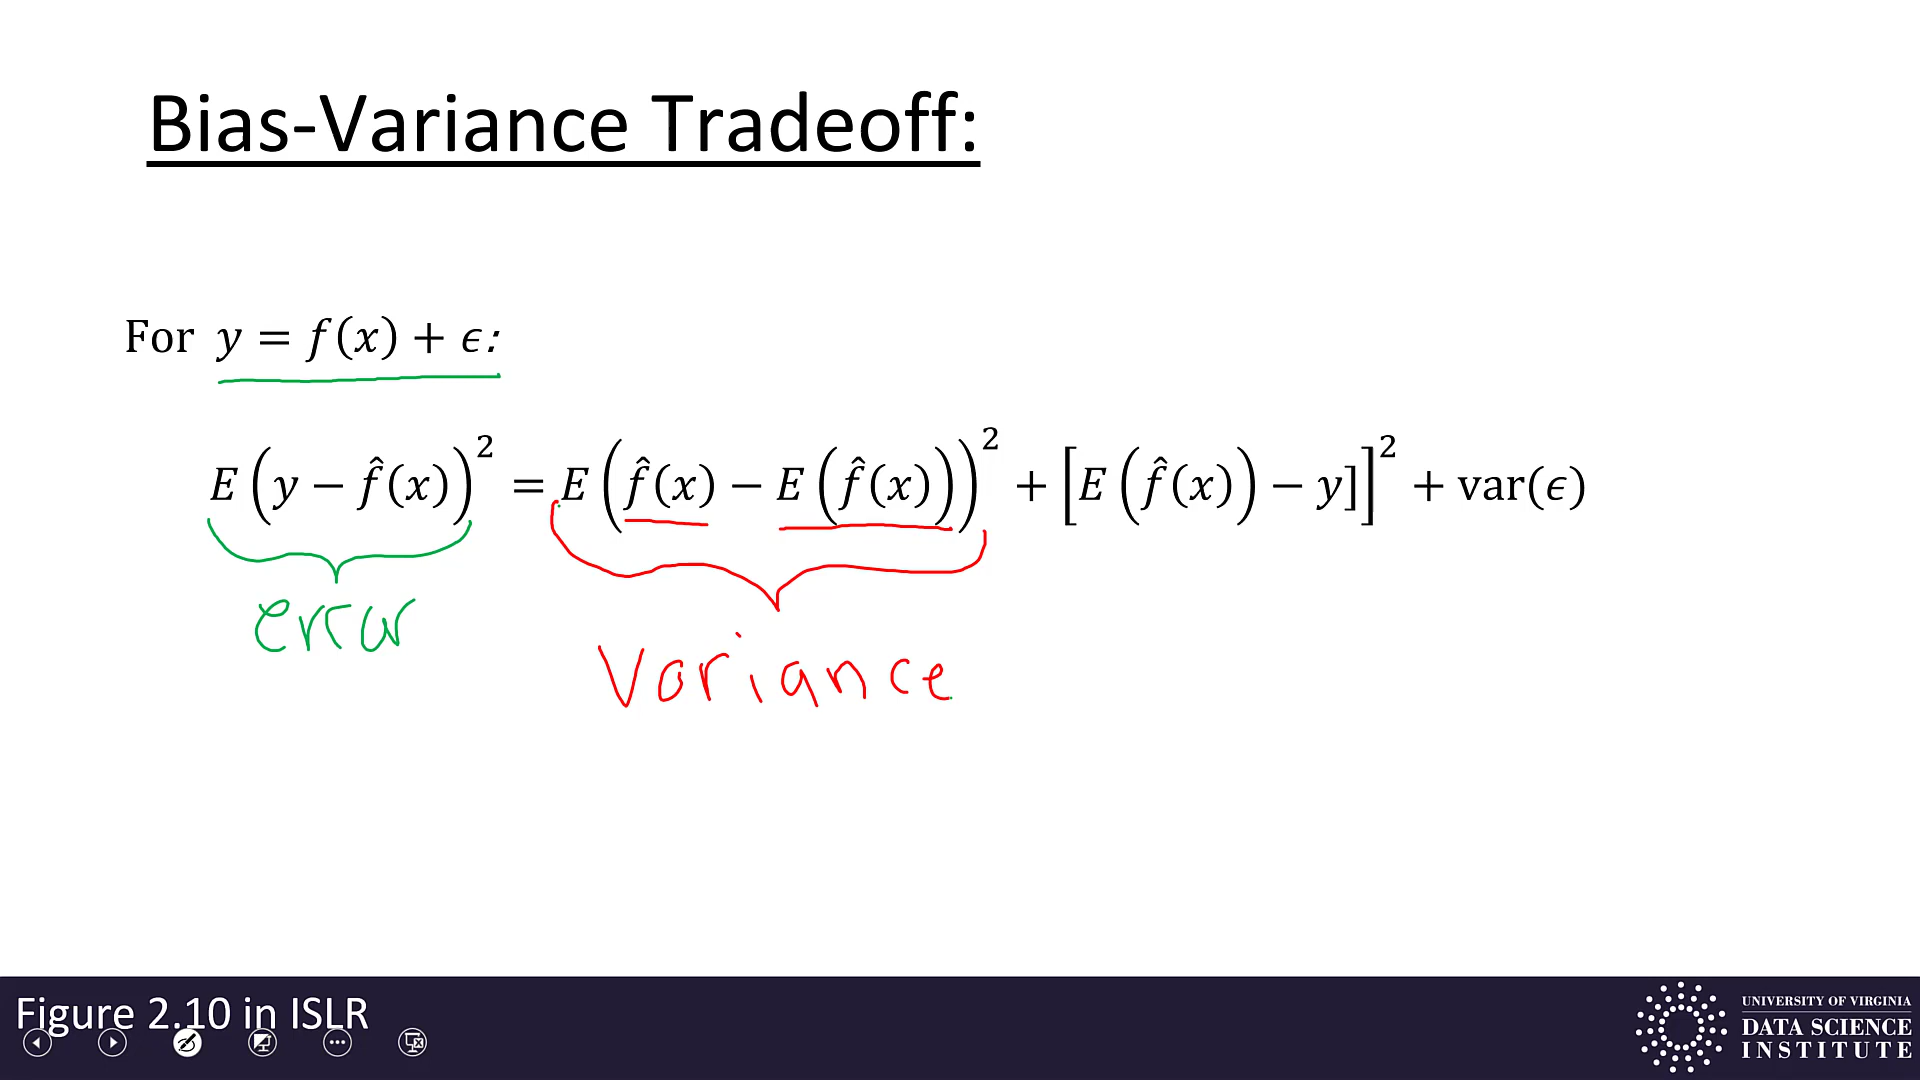 Bias-Variance Tradeoff:
For y = f(x) + ϵ:
E(y − f̂(x))² = E(f̂(x) − E(f̂(x)))² + [E(f̂(x)) − y]]² + var(ϵ)
error
Variance
Figure 2.10 in ISLR
UNIVERSITY OF VIRGINIA
DATA SCIENCE
INSTITUTE